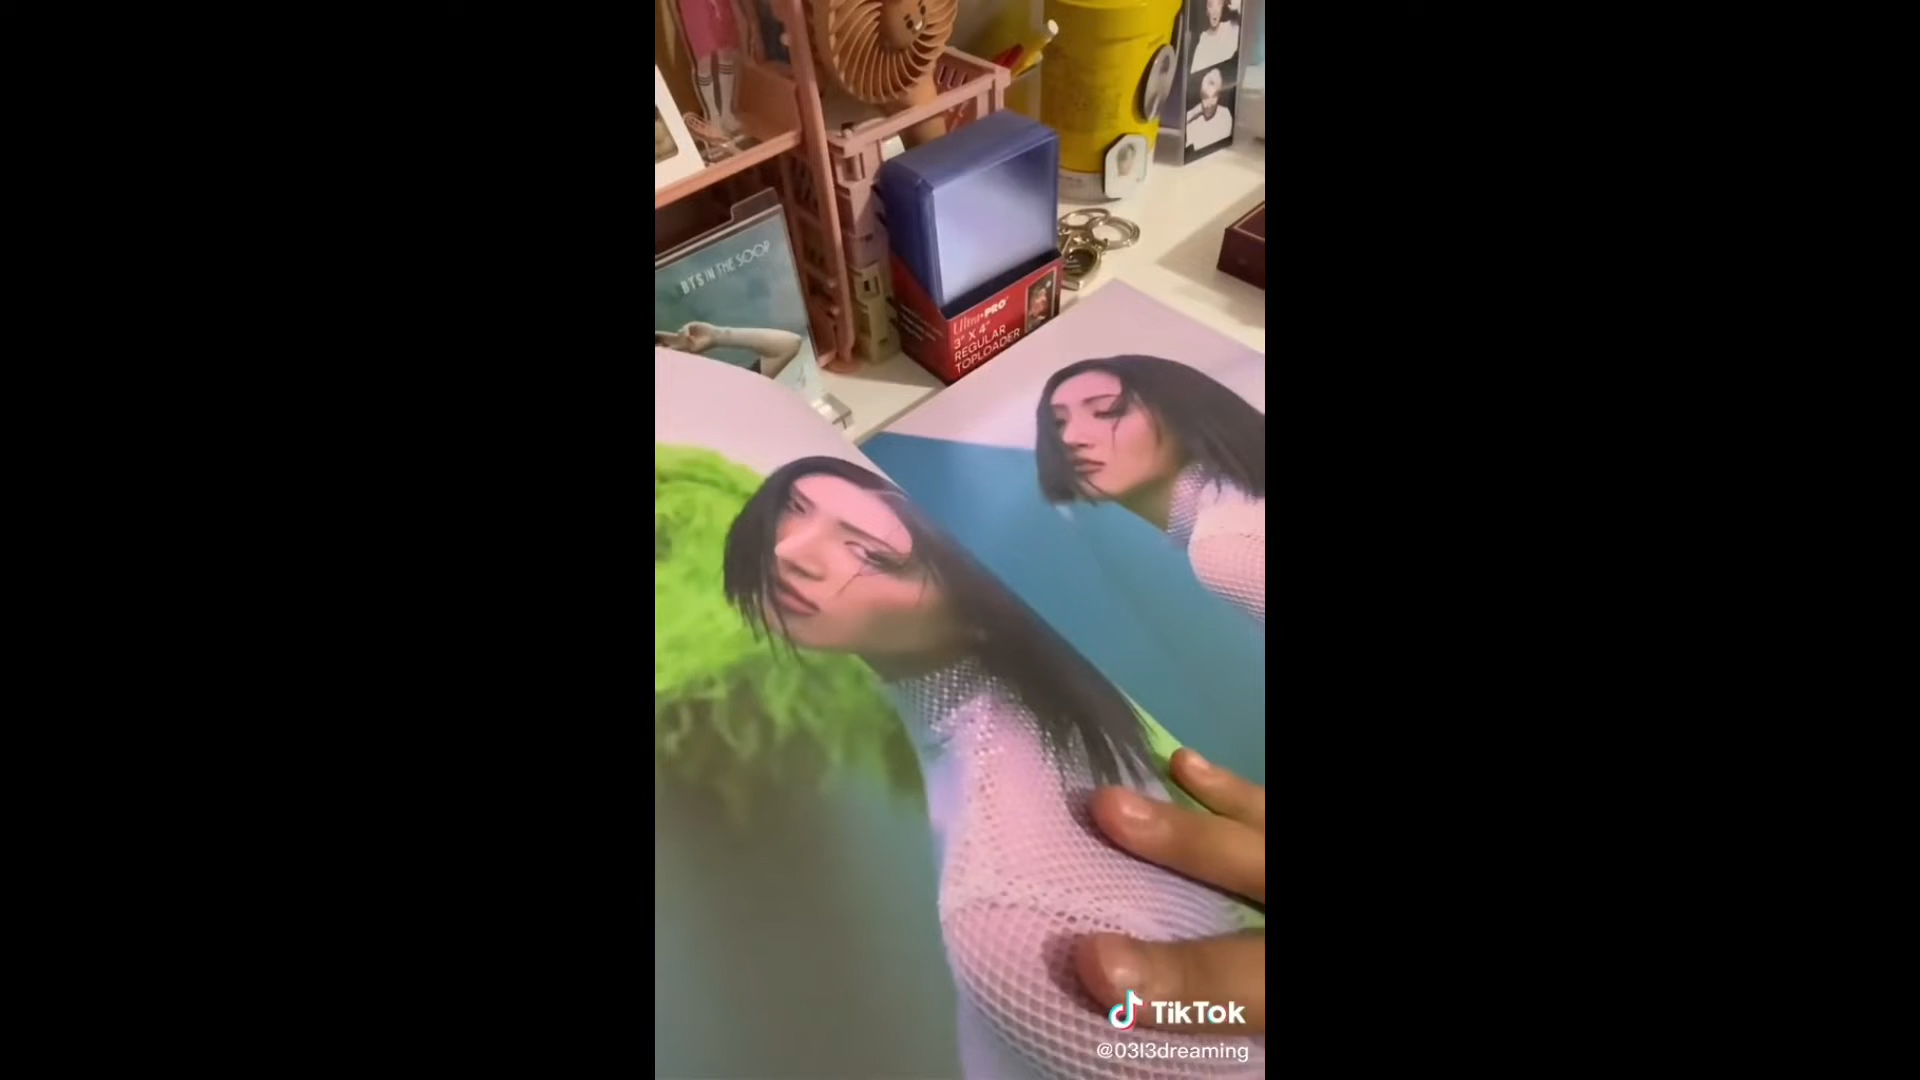 BTS IN THE SOOP
Ultra•PRO
3" X 4"
REGULAR
TOPLOADER
TikTok
@03l3dreaming